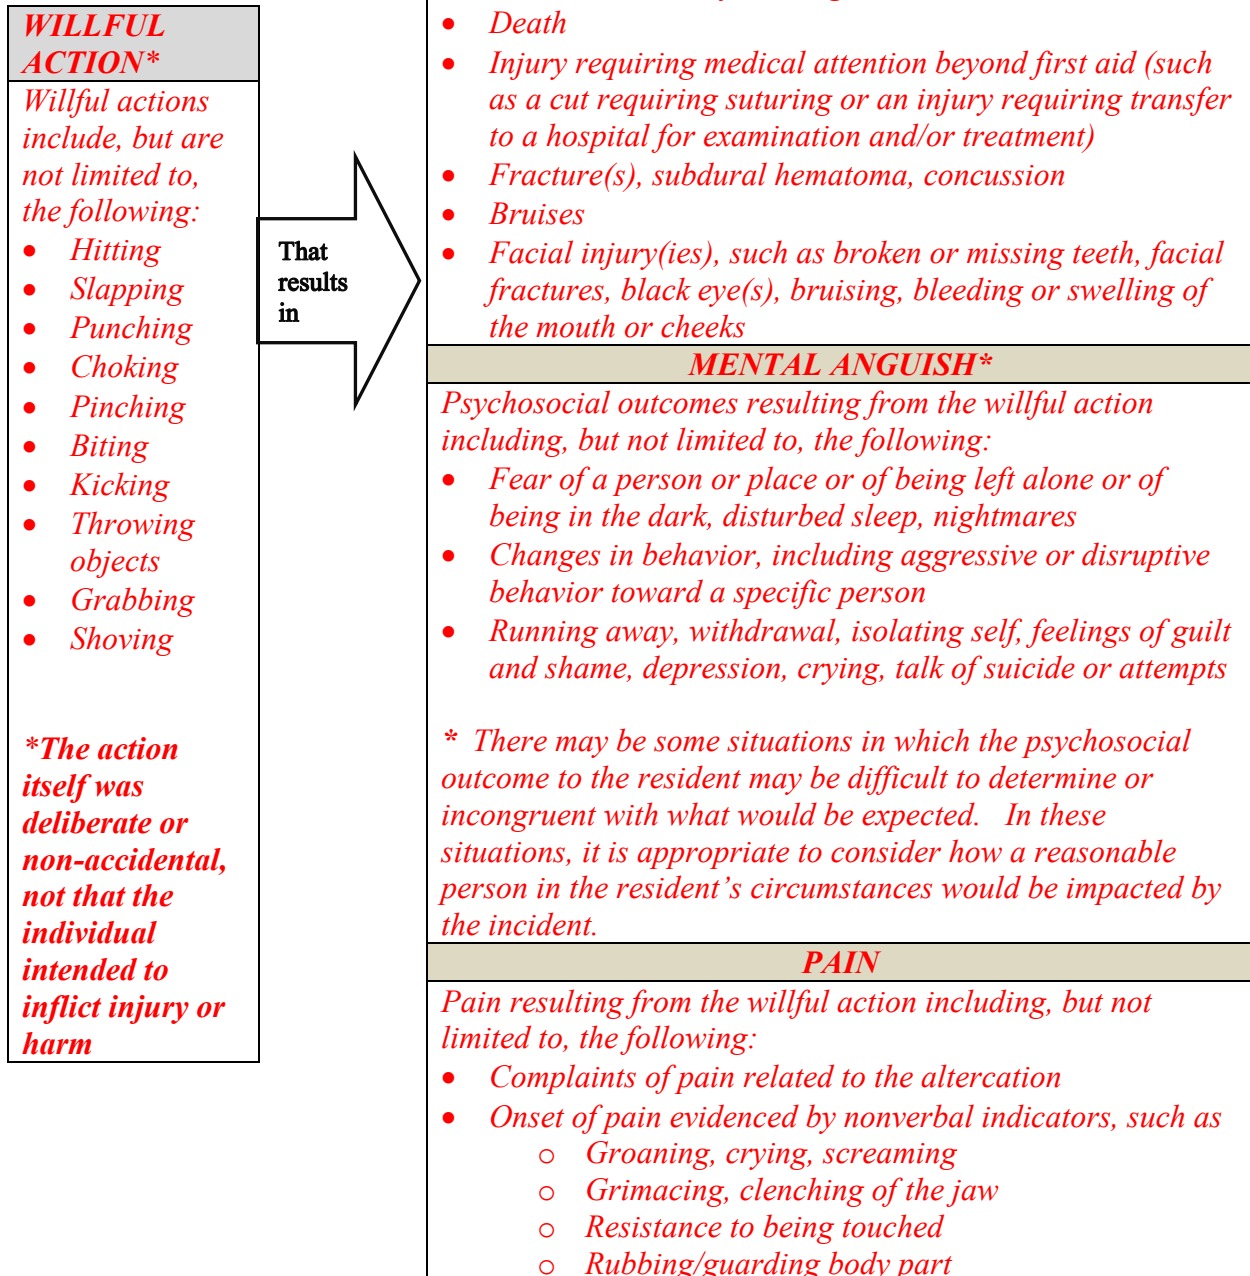 WILLFUL
ACTION*
Willful actions
include, but are
not limited to,
the following:
• Hitting
• Slapping
• Punching
• Choking
• Pinching
• Biting
• Kicking
• Throwing
objects
• Grabbing
• Shoving
*The action
itself was
deliberate or
non-accidental,
not that the
individual
intended to
inflict injury or
harm
That
results
in
• Death
• Injury requiring medical attention beyond first aid (such
as a cut requiring suturing or an injury requiring transfer
to a hospital for examination and/or treatment)
• Fracture(s), subdural hematoma, concussion
• Bruises
• Facial injury(ies), such as broken or missing teeth, facial
fractures, black eye(s), bruising, bleeding or swelling of
the mouth or cheeks
MENTAL ANGUISH*
Psychosocial outcomes resulting from the willful action
including, but not limited to, the following:
• Fear of a person or place or of being left alone or of
being in the dark, disturbed sleep, nightmares
• Changes in behavior, including aggressive or disruptive
behavior toward a specific person
• Running away, withdrawal, isolating self, feelings of guilt
and shame, depression, crying, talk of suicide or attempts
* There may be some situations in which the psychosocial
outcome to the resident may be difficult to determine or
incongruent with what would be expected. In these
situations, it is appropriate to consider how a reasonable
person in the resident's circumstances would be impacted by
the incident.
PAIN
Pain resulting from the willful action including, but not
limited to, the following:
• Complaints of pain related to the altercation
• Onset of pain evidenced by nonverbal indicators, such as
o Groaning, crying, screaming
o Grimacing, clenching of the jaw
o Resistance to being touched
o Rubbing/guarding body part